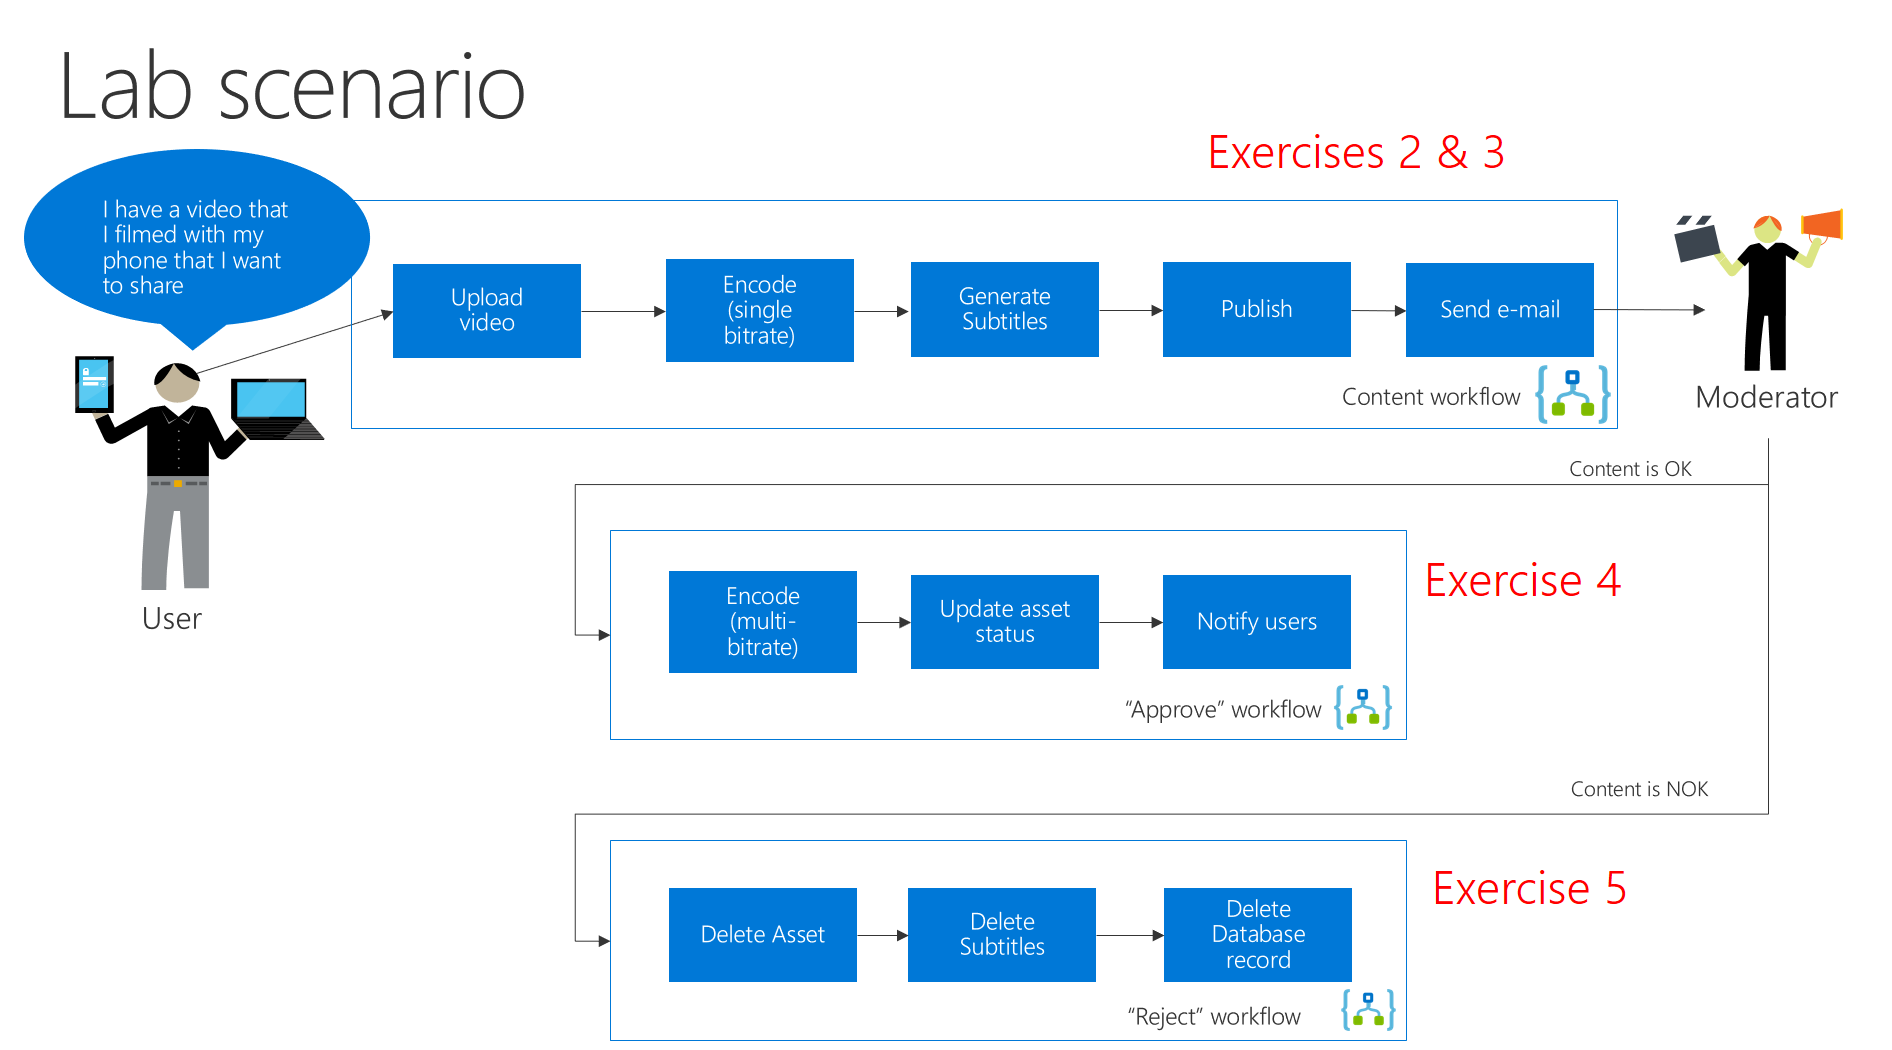 Lab scenario
Exercises 2 & 3
I have a video that
I filmed with my
phone that I want
to share
Upload
video
Encode
(single
bitrate)
Generate
Subtitles
Publish
Send e-mail
Content workflow
Moderator
User
Content is OK
Exercise 4
Encode
(multi-
bitrate)
Update asset
status
Notify users
“Approve” workflow
Content is NOK
Exercise 5
Delete Asset
Delete
Subtitles
Delete
Database
record
“Reject” workflow